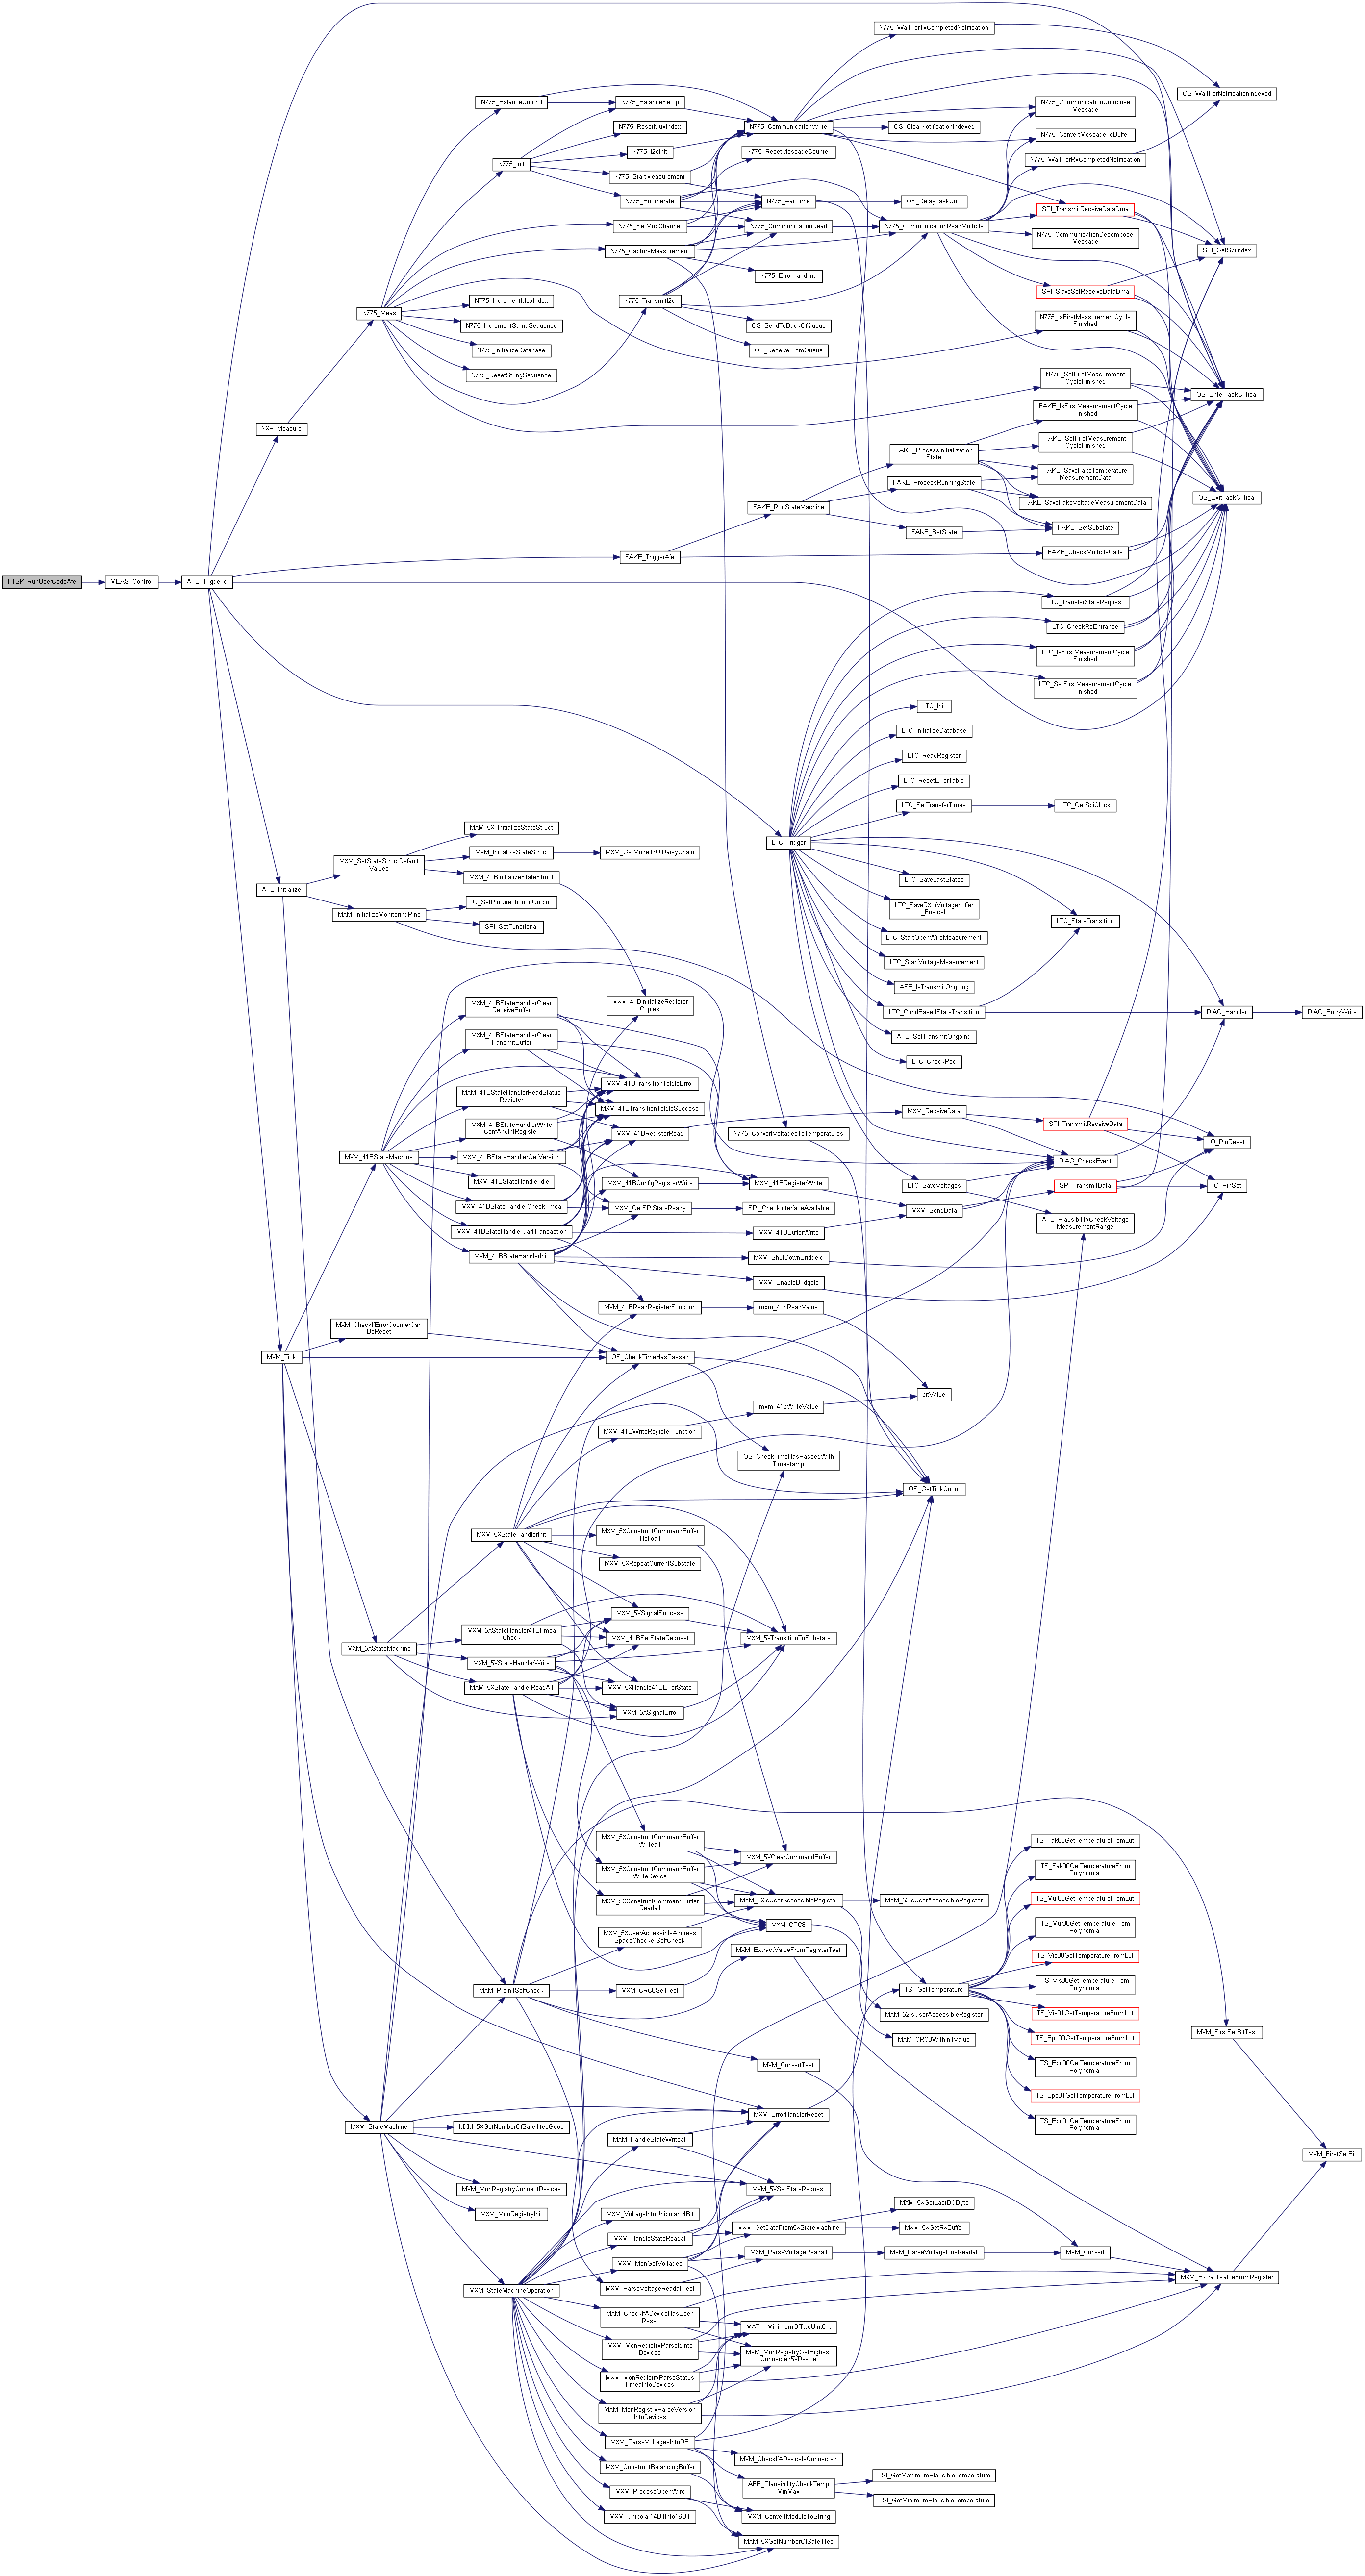 N775_WaitForTxCompletedNotification
OS_WaitForNotificationIndexed
N775_BalanceControl
N775_BalanceSetup
N775_CommunicationCompose
Message
N775_ResetMuxIndex
N775_CommunicationWrite
OS_ClearNotificationIndexed
N775_ConvertMessageToBuffer
N775_I2cInit
N775_ResetMessageCounter
N775_WaitForRxCompletedNotification
N775_Init
N775_StartMeasurement
N775_Enumerate
N775_waitTime
OS_DelayTaskUntil
SPI_TransmitReceiveDataDma
N775_SetMuxChannel
N775_CommunicationRead
N775_CommunicationReadMultiple
N775_CommunicationDecompose
Message
SPI_GetSpiIndex
N775_CaptureMeasurement
N775_ErrorHandling
SPI_SlaveSetReceiveDataDma
N775_TransmitI2c
N775_IncrementMuxIndex
N775_Meas
N775_IsFirstMeasurementCycle
Finished
N775_IncrementStringSequence
OS_SendToBackOfQueue
N775_InitializeDatabase
OS_ReceiveFromQueue
N775_ResetStringSequence
N775_SetFirstMeasurement
CycleFinished
OS_EnterTaskCritical
FAKE_IsFirstMeasurementCycle
Finished
NXP_Measure
FAKE_SetFirstMeasurement
CycleFinished
FAKE_ProcessInitialization
State
FAKE_SaveFakeTemperature
MeasurementData
FAKE_ProcessRunningState
OS_ExitTaskCritical
FAKE_SaveFakeVoltageMeasurementData
FAKE_RunStateMachine
FAKE_SetSubstate
FAKE_SetState
FAKE_CheckMultipleCalls
FAKE_TriggerAfe
FTSK_RunUserCodeAfe
MEAS_Control
AFE_TriggerIc
LTC_TransferStateRequest
LTC_CheckReEntrance
LTC_IsFirstMeasurementCycle
Finished
LTC_SetFirstMeasurementCycle
Finished
LTC_Init
LTC_InitializeDatabase
LTC_ReadRegister
LTC_ResetErrorTable
LTC_SetTransferTimes
LTC_GetSpiClock
MXM_5X_InitializeStateStruct
LTC_Trigger
MXM_SetStateStructDefault
Values
MXM_InitializeStateStruct
MXM_GetModelIdOfDaisyChain
MXM_41BInitializeStateStruct
LTC_SaveLastStates
AFE_Initialize
IO_SetPinDirectionToOutput
LTC_SaveRXtoVoltagebuffer
_Fuelcell
MXM_InitializeMonitoringPins
SPI_SetFunctional
LTC_StateTransition
LTC_StartOpenWireMeasurement
LTC_StartVoltageMeasurement
AFE_IsTransmitOngoing
MXM_41BInitializeRegister
Copies
MXM_41BStateHandlerClear
ReceiveBuffer
LTC_CondBasedStateTransition
DIAG_Handler
DIAG_EntryWrite
MXM_41BStateHandlerClear
TransmitBuffer
AFE_SetTransmitOngoing
LTC_CheckPec
MXM_41BTransitionToIdleError
MXM_41BStateHandlerReadStatus
Register
MXM_41BTransitionToIdleSuccess
MXM_ReceiveData
MXM_41BStateHandlerWrite
ConfAndIntRegister
MXM_41BRegisterRead
N775_ConvertVoltagesToTemperatures
SPI_TransmitReceiveData
IO_PinReset
MXM_41BStateMachine
MXM_41BStateHandlerGetVersion
DIAG_CheckEvent
MXM_41BStateHandlerIdle
MXM_41BConfigRegisterWrite
MXM_41BRegisterWrite
LTC_SaveVoltages
SPI_TransmitData
IO_PinSet
MXM_41BStateHandlerCheckFmea
MXM_GetSPIStateReady
SPI_CheckInterfaceAvailable
MXM_SendData
AFE_PlausibilityCheckVoltage
MeasurementRange
MXM_41BStateHandlerUartTransaction
MXM_41BBufferWrite
MXM_41BStateHandlerInit
MXM_ShutDownBridgeIc
MXM_EnableBridgeIc
MXM_41BReadRegisterFunction
mxm_41bReadValue
MXM_CheckIfErrorCounterCan
BeReset
MXM_Tick
OS_CheckTimeHasPassed
bitValue
mxm_41bWriteValue
MXM_41BWriteRegisterFunction
OS_CheckTimeHasPassedWith
Timestamp
OS_GetTickCount
MXM_5XStateHandlerInit
MXM_5XConstructCommandBuffer
Helloall
MXM_5XRepeatCurrentSubstate
MXM_5XSignalSuccess
MXM_5XStateHandler41BFmea
Check
MXM_41BSetStateRequest
MXM_5XTransitionToSubstate
MXM_5XStateMachine
MXM_5XStateHandlerWrite
MXM_5XStateHandlerReadAll
MXM_5XHandle41BErrorState
MXM_5XSignalError
MXM_5XConstructCommandBuffer
Writeall
TS_Fak00GetTemperatureFromLut
MXM_5XClearCommandBuffer
MXM_5XConstructCommandBuffer
WriteDevice
TS_Fak00GetTemperatureFrom
Polynomial
MXM_5XConstructCommandBuffer
Readall
MXM_5XIsUserAccessibleRegister
MXM_53IsUserAccessibleRegister
TS_Mur00GetTemperatureFromLut
MXM_CRC8
TS_Mur00GetTemperatureFrom
Polynomial
MXM_5XUserAccessibleAddress
SpaceCheckerSelfCheck
MXM_ExtractValueFromRegisterTest
TS_Vis00GetTemperatureFromLut
MXM_PreInitSelfCheck
MXM_CRC8SelfTest
TSI_GetTemperature
TS_Vis00GetTemperatureFrom
Polynomial
MXM_52IsUserAccessibleRegister
TS_Vis01GetTemperatureFromLut
MXM_CRC8WithInitValue
TS_Epc00GetTemperatureFromLut
MXM_FirstSetBitTest
MXM_ConvertTest
TS_Epc00GetTemperatureFrom
Polynomial
TS_Epc01GetTemperatureFromLut
MXM_ErrorHandlerReset
TS_Epc01GetTemperatureFrom
Polynomial
MXM_StateMachine
MXM_5XGetNumberOfSatellitesGood
MXM_HandleStateWriteall
MXM_FirstSetBit
MXM_MonRegistryConnectDevices
MXM_5XSetStateRequest
MXM_MonRegistryInit
MXM_VoltageIntoUnipolar14Bit
MXM_5XGetLastDCByte
MXM_HandleStateReadall
MXM_GetDataFrom5XStateMachine
MXM_5XGetRXBuffer
MXM_MonGetVoltages
MXM_ParseVoltageReadall
MXM_ParseVoltageLineReadall
MXM_Convert
MXM_StateMachineOperation
MXM_ParseVoltageReadallTest
MXM_ExtractValueFromRegister
MXM_CheckIfADeviceHasBeen
Reset
MATH_MinimumOfTwoUint8_t
MXM_MonRegistryParseIdInto
Devices
MXM_MonRegistryGetHighest
Connected5XDevice
MXM_MonRegistryParseStatus
FmeaIntoDevices
MXM_MonRegistryParseVersion
IntoDevices
MXM_ParseVoltagesIntoDB
MXM_CheckIfADeviceIsConnected
MXM_ConstructBalancingBuffer
AFE_PlausibilityCheckTemp
MinMax
TSI_GetMaximumPlausibleTemperature
MXM_ProcessOpenWire
TSI_GetMinimumPlausibleTemperature
MXM_Unipolar14BitInto16Bit
MXM_ConvertModuleToString
MXM_5XGetNumberOfSatellites